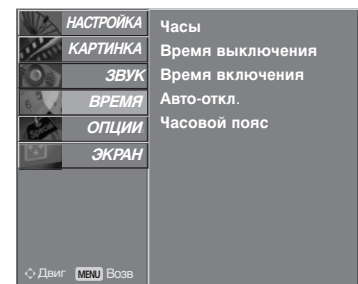 НАСТРОЙКА
КАРТИНКА
ЗВУК
ВРЕМЯ
ОПЦИИ
ЭКРАН
Часы
Время выключения
Время включения
Авто-откл.
Часовой пояс
Двиг MENU Возв